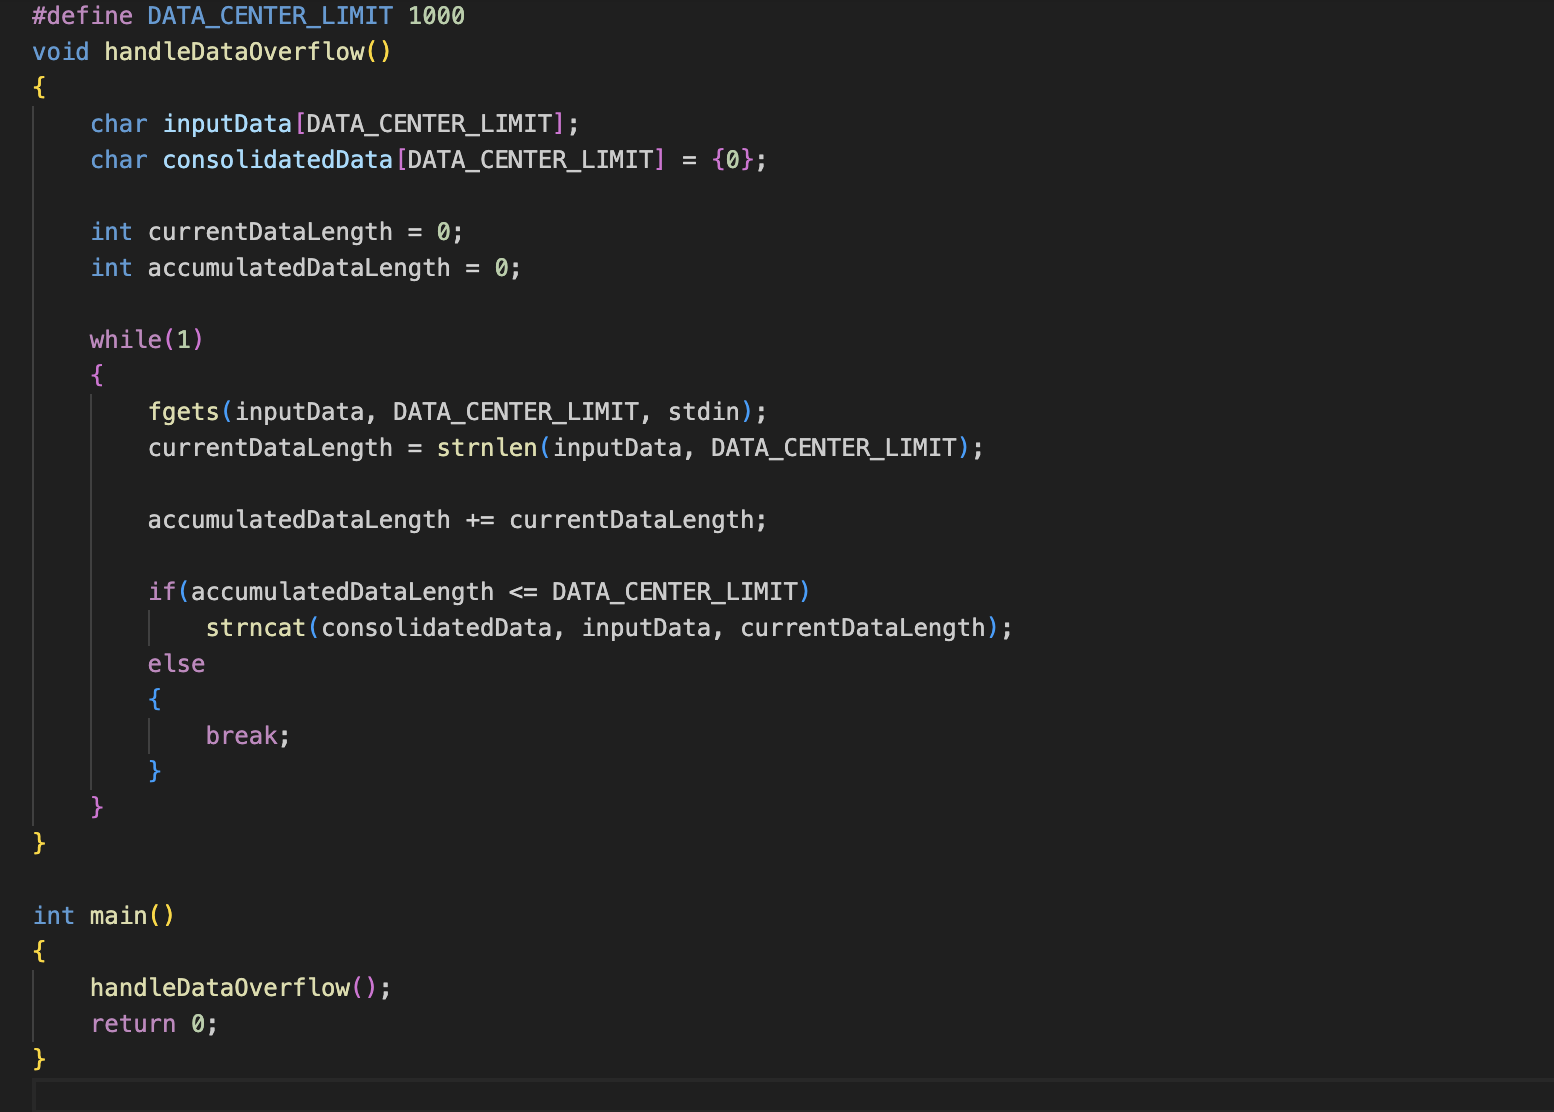 #define DATA_CENTER_LIMIT 1000
void handleDataOverflow()
{
    char inputData[DATA_CENTER_LIMIT];
    char consolidatedData[DATA_CENTER_LIMIT] = {0};

    int currentDataLength = 0;
    int accumulatedDataLength = 0;

    while(1)
    {
        fgets(inputData, DATA_CENTER_LIMIT, stdin);
        currentDataLength = strnlen(inputData, DATA_CENTER_LIMIT);

        accumulatedDataLength += currentDataLength;

        if(accumulatedDataLength <= DATA_CENTER_LIMIT)
            strncat(consolidatedData, inputData, currentDataLength);
        else
        {
            break;
        }
    }
}

int main()
{
    handleDataOverflow();
    return 0;
}